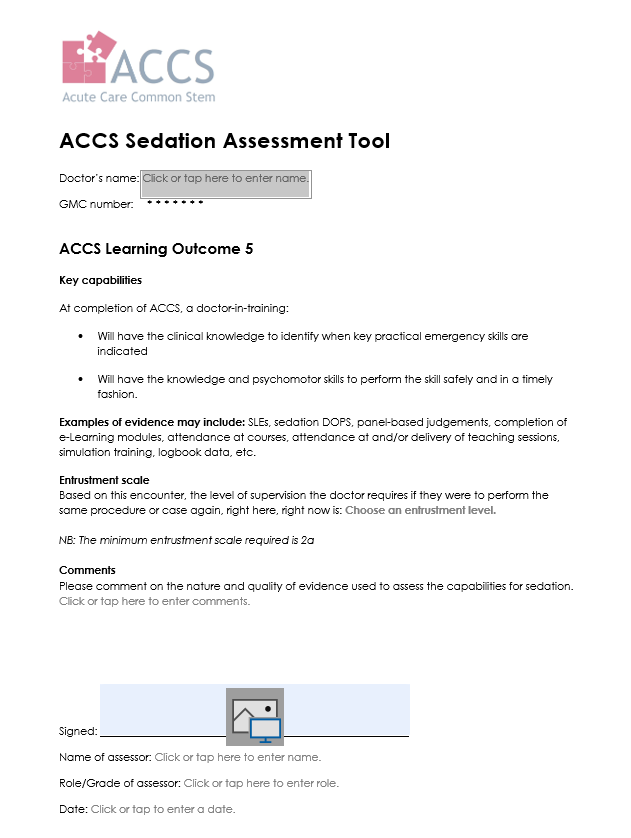 ACCS
Acute Care Common Stem
ACCS Sedation Assessment Tool
Doctor's name: Click or tap here to enter name.
GMC number: * * * * * * *
ACCS Learning Outcome 5
Key capabilities
At completion of ACCS, a doctor-in-training:
• Will have the clinical knowledge to identify when key practical emergency skills are
indicated
• Will have the knowledge and psychomotor skills to perform the skill safely and in a timely
fashion.
Examples of evidence may include: SLEs, sedation DOPS, panel-based judgements, completion of
e-Learning modules, attendance at courses, attendance at and/or delivery of teaching sessions,
simulation training, logbook data, etc.
Entrustment scale
Based on this encounter, the level of supervision the doctor requires if they were to perform the
same procedure or case again, right here, right now is: Choose an entrustment level.
NB: The minimum entrustment scale required is 2a
Comments
Please comment on the nature and quality of evidence used to assess the capabilities for sedation.
Click or tap here to enter comments.
Signed:
Name of assessor: Click or tap here to enter name.
Role/Grade of assessor: Click or tap here to enter role.
Date: Click or tap to enter a date.